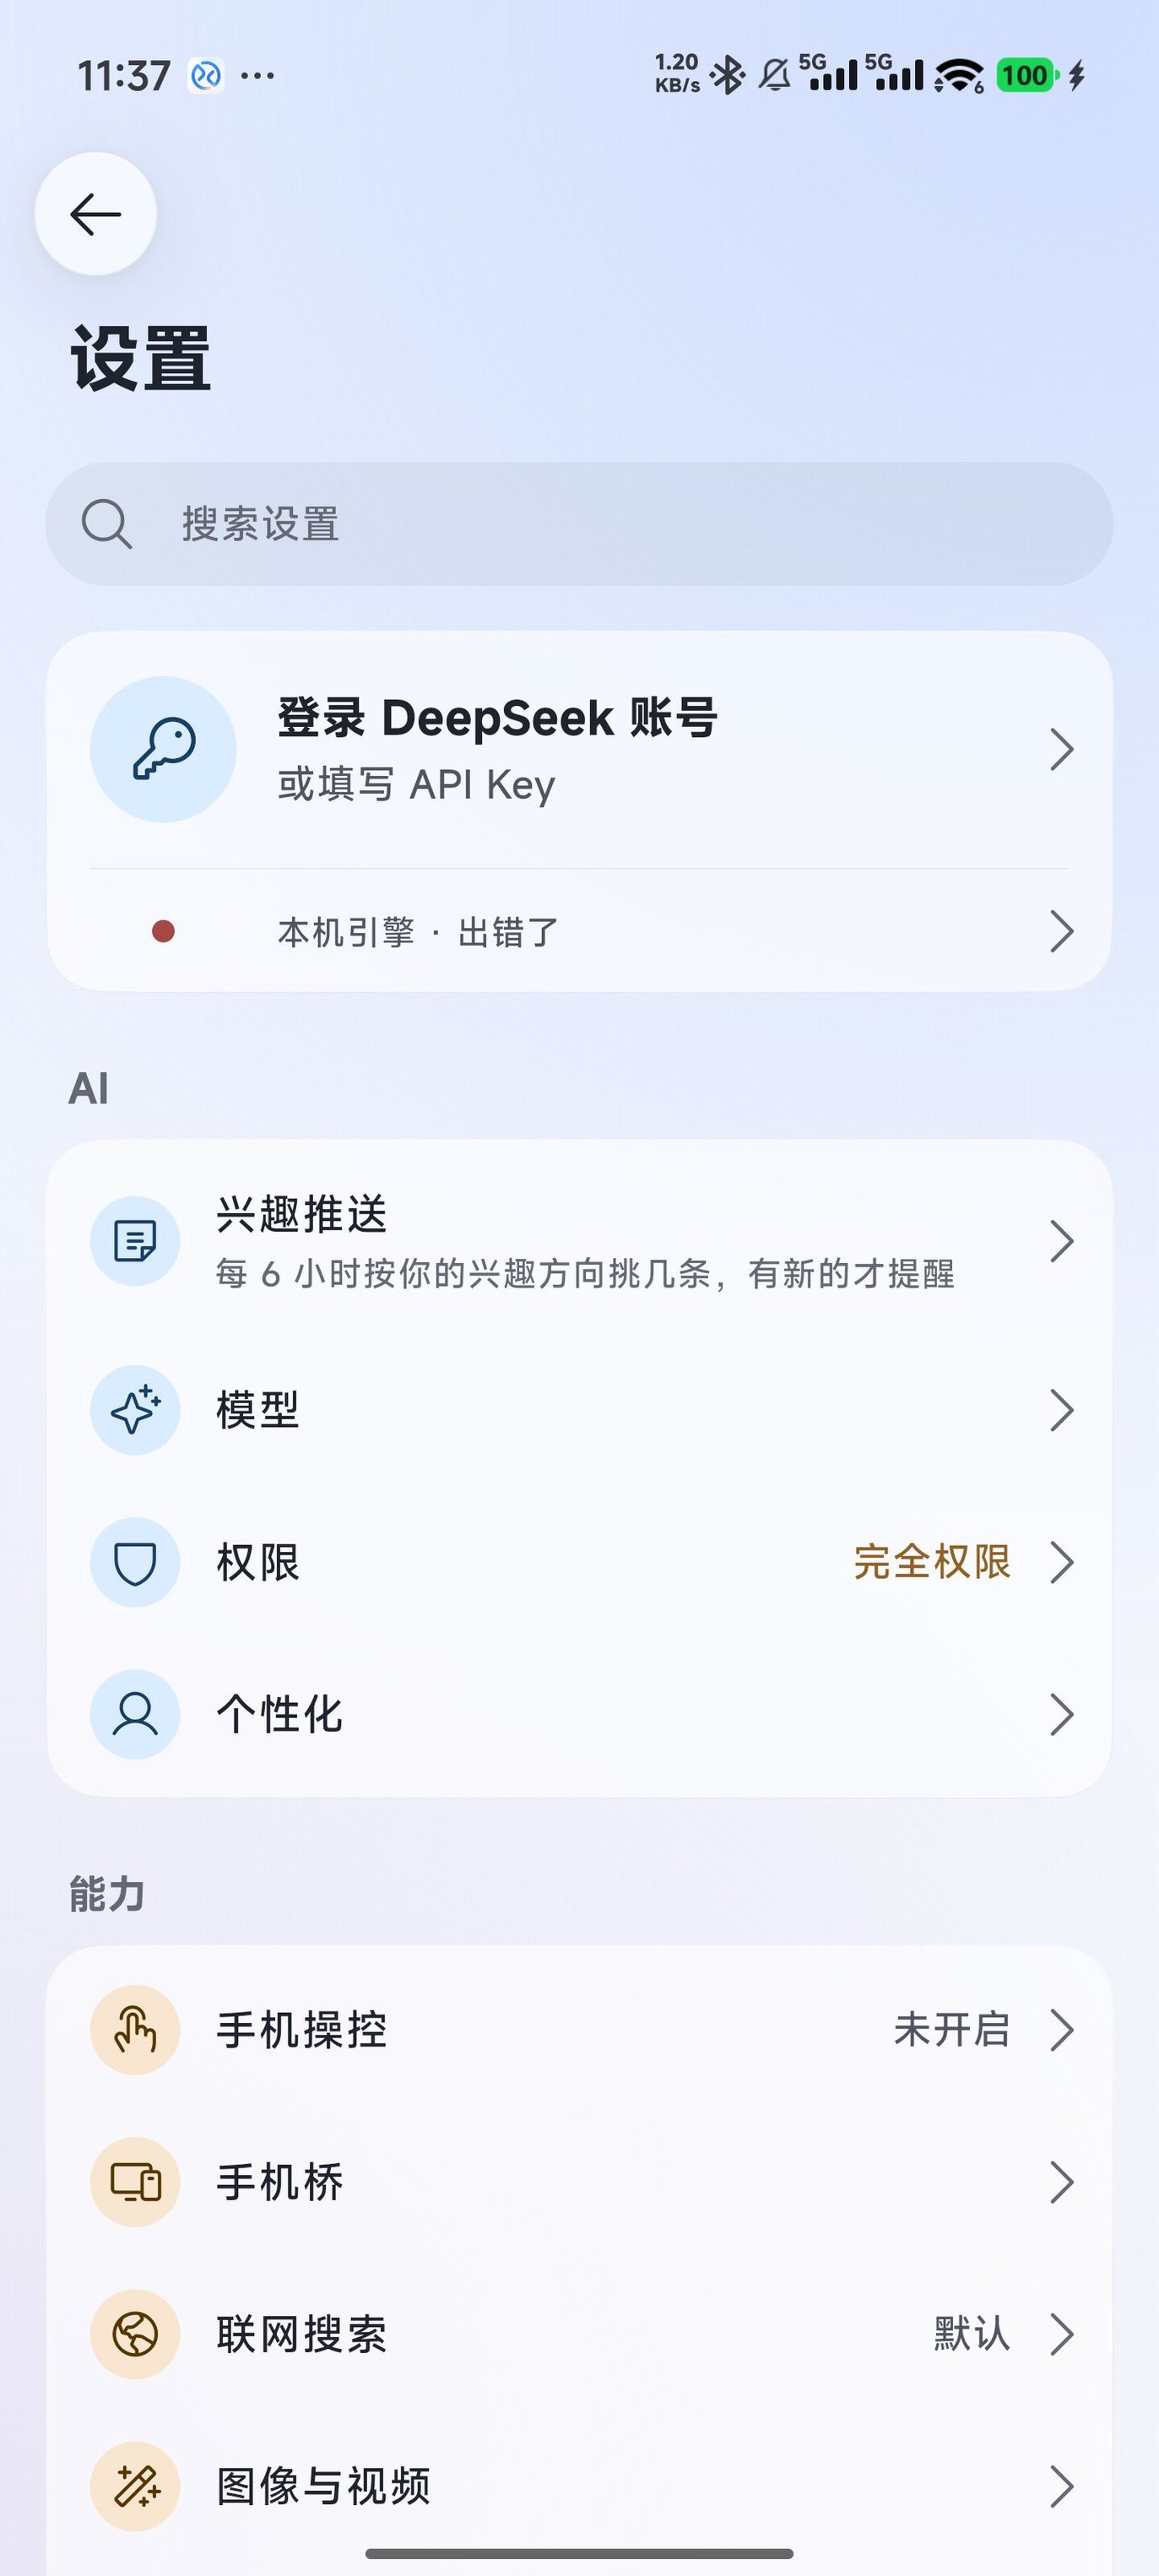 11:37
1.20 KB/s 5G 5G 6 100
设置
搜索设置
登录 DeepSeek 账号
或填写 API Key
本机引擎 · 出错了
AI
兴趣推送
每 6 小时按你的兴趣方向挑几条，有新的才提醒
模型
权限 完全权限
个性化
能力
手机操控 未开启
手机桥
联网搜索 默认
图像与视频